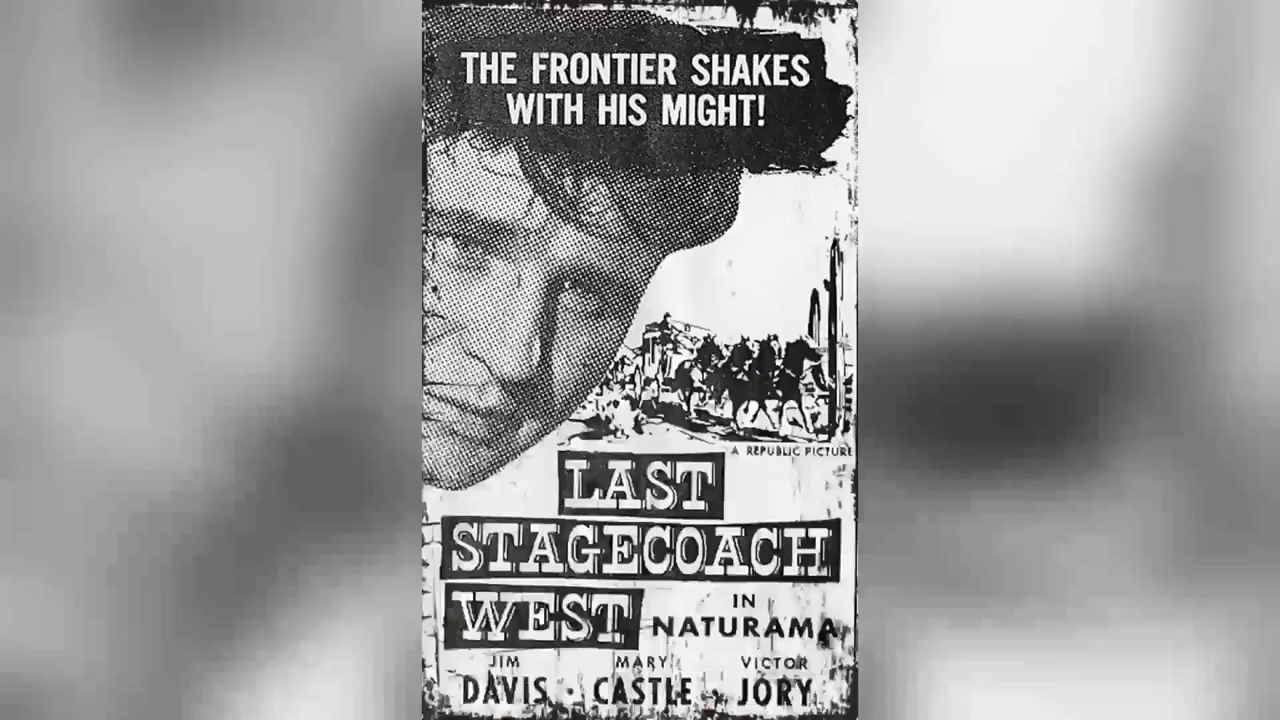 THE FRONTIER SHAKES
WITH HIS MIGHT!
A REPUBLIC PICTURE
LAST
STAGECOACH
WEST
IN
NATURAMA
JIM MARY VICTOR
DAVIS · CASTLE · JORY